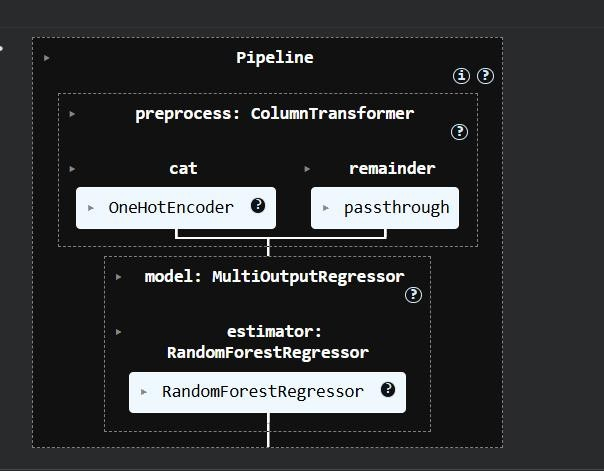 Pipeline
i ?
preprocess: ColumnTransformer
?
cat remainder
OneHotEncoder ? passthrough
model: MultiOutputRegressor
?
estimator:
RandomForestRegressor
RandomForestRegressor ?